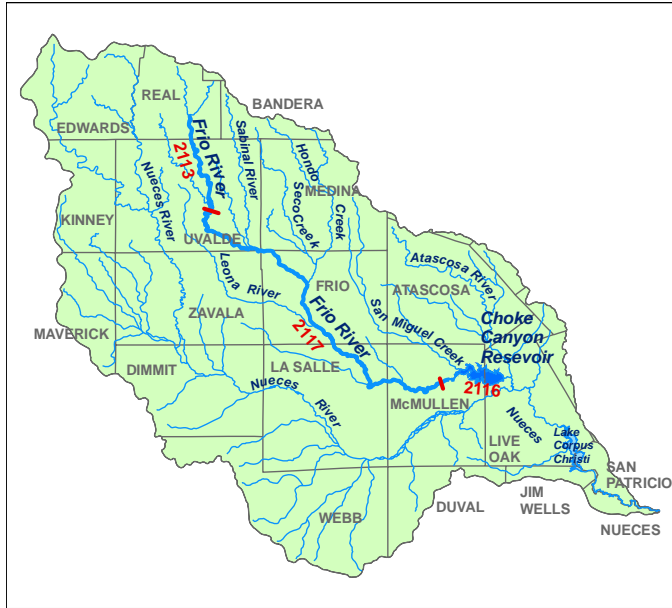 REAL
BANDERA
EDWARDS
Frio River
Sabinal River
2113
Hondo
Creek
Nueces River
Seco Creek
MEDINA
KINNEY
UVALDE
Leona River
FRIO
Atascosa River
ATASCOSA
ZAVALA
Frio River
San Miguel Creek
Choke
Canyon
Resevoir
MAVERICK
2117
DIMMIT
LA SALLE
Nueces
River
McMULLEN
2116
Nueces
Lake
Corpus
Christi
LIVE
OAK
SAN
PATRICIO
JIM
WELLS
DUVAL
WEBB
NUECES